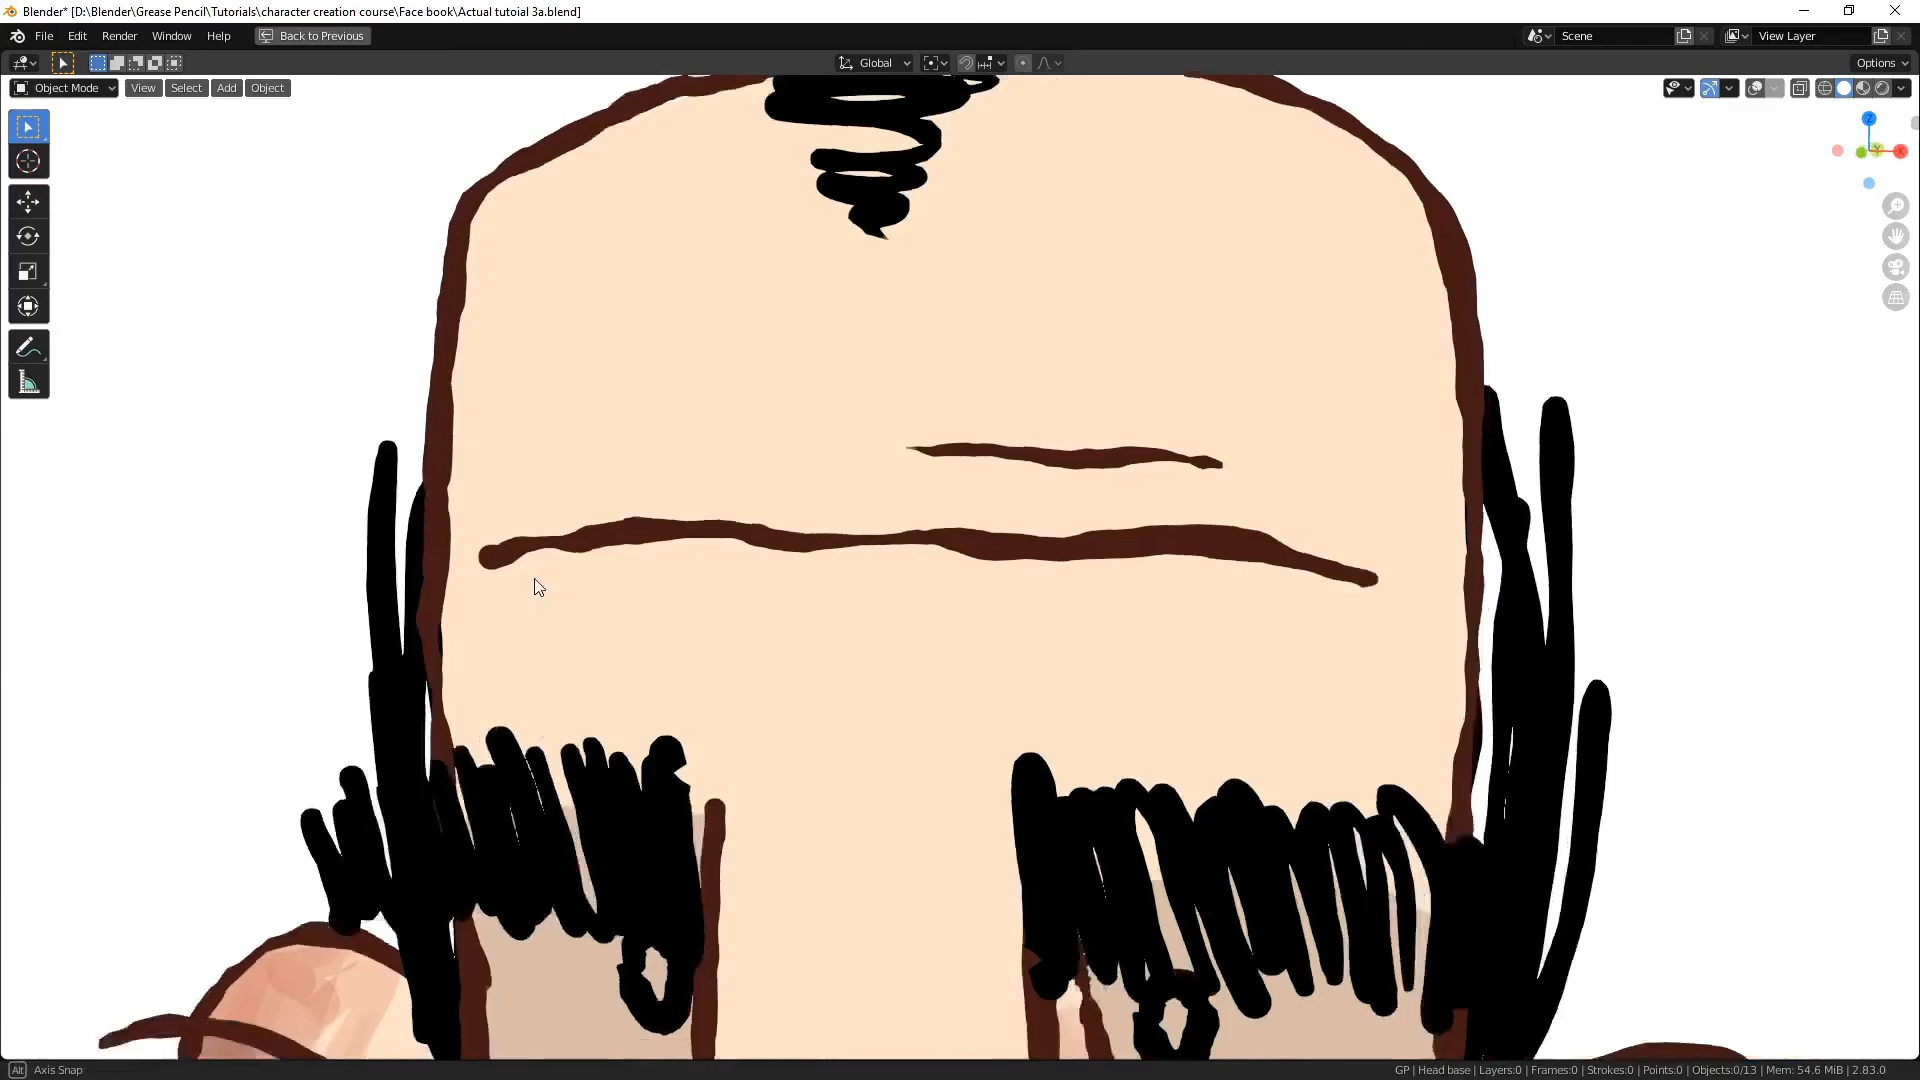 Blender* [D:\Blender\Grease Pencil\Tutorials\character creation course\Face book\Actual tutoial 3a.blend]
File Edit Render Window Help Back to Previous Scene View Layer
Global Options
Object Mode View Select Add Object
Z
Y X
Alt Axis Snap GP | Head base | Layers:0 | Frames:0 | Strokes:0 | Points:0 | Objects:0/13 | Mem: 54.6 MiB | 2.83.0